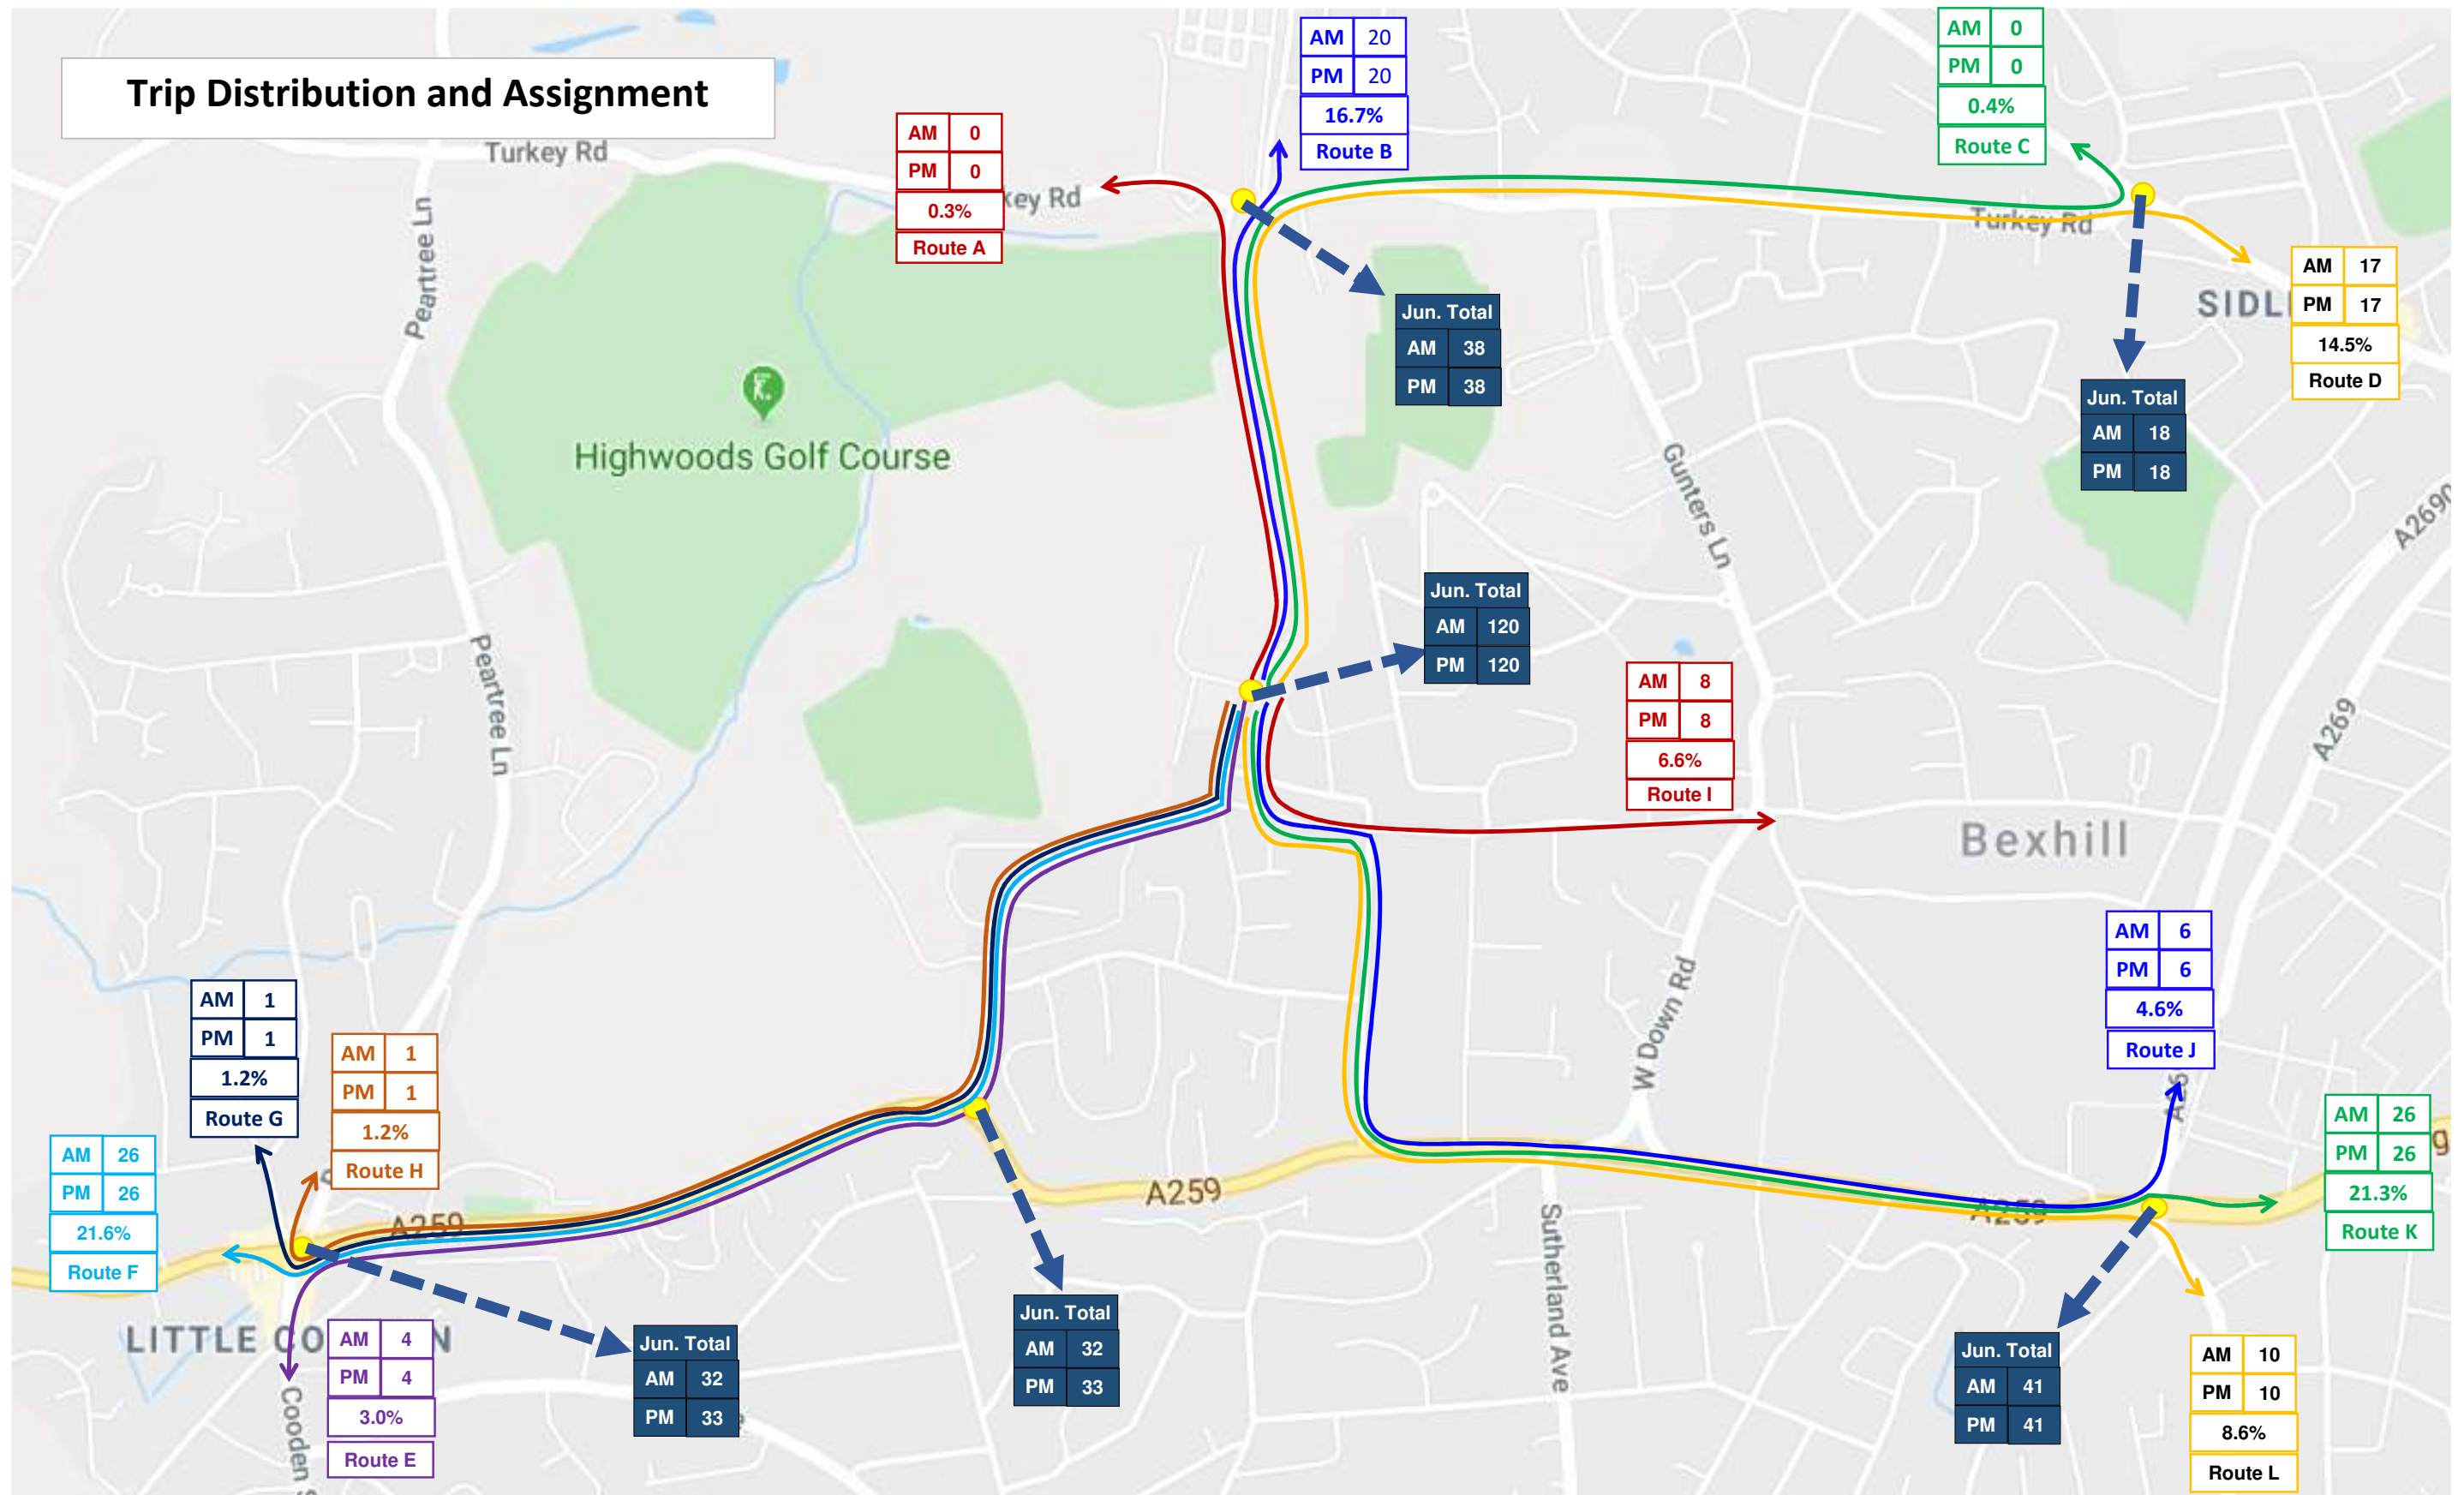 Trip Distribution and Assignment
AM 0
PM 0
0.3%
Route A
AM 20
PM 20
16.7%
Route B
AM 0
PM 0
0.4%
Route C
AM 17
PM 17
14.5%
Route D
Turkey Rd
key Rd
Turkey Rd
SIDL
Peartree Ln
Jun. Total
AM 38
PM 38
Jun. Total
AM 18
PM 18
Highwoods Golf Course
Gunters Ln
A2690
Jun. Total
AM 120
PM 120
Peartree Ln
AM 8
PM 8
6.6%
Route I
A269
Bexhill
AM 6
PM 6
4.6%
Route J
W Down Rd
AM 1
PM 1
1.2%
Route G
AM 1
PM 1
1.2%
Route H
AM 26
PM 26
21.6%
Route F
AM 26
PM 26
21.3%
Route K
A259
A259
A259
Sutherland Ave
LITTLE CO
N
AM 4
PM 4
3.0%
Route E
Cooden S
Jun. Total
AM 32
PM 33
Jun. Total
AM 32
PM 33
Jun. Total
AM 41
PM 41
AM 10
PM 10
8.6%
Route L